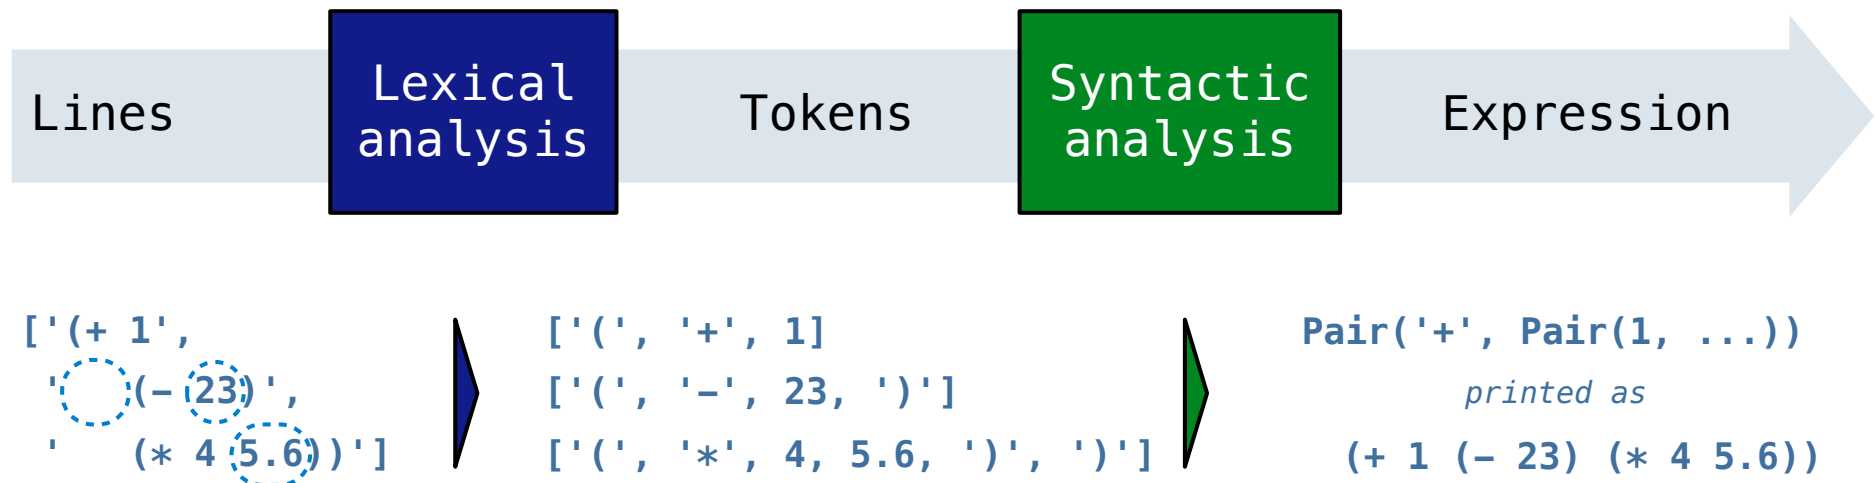 Lines
Lexical
analysis
Tokens
Syntactic
analysis
Expression
['(+ 1',
'   (– 23)',
'   (* 4 5.6))']
['(', '+', 1]
['(', '–', 23, ')']
['(', '*', 4, 5.6, ')', ')']
Pair('+', Pair(1, ...))
printed as
(+ 1 (– 23) (* 4 5.6))